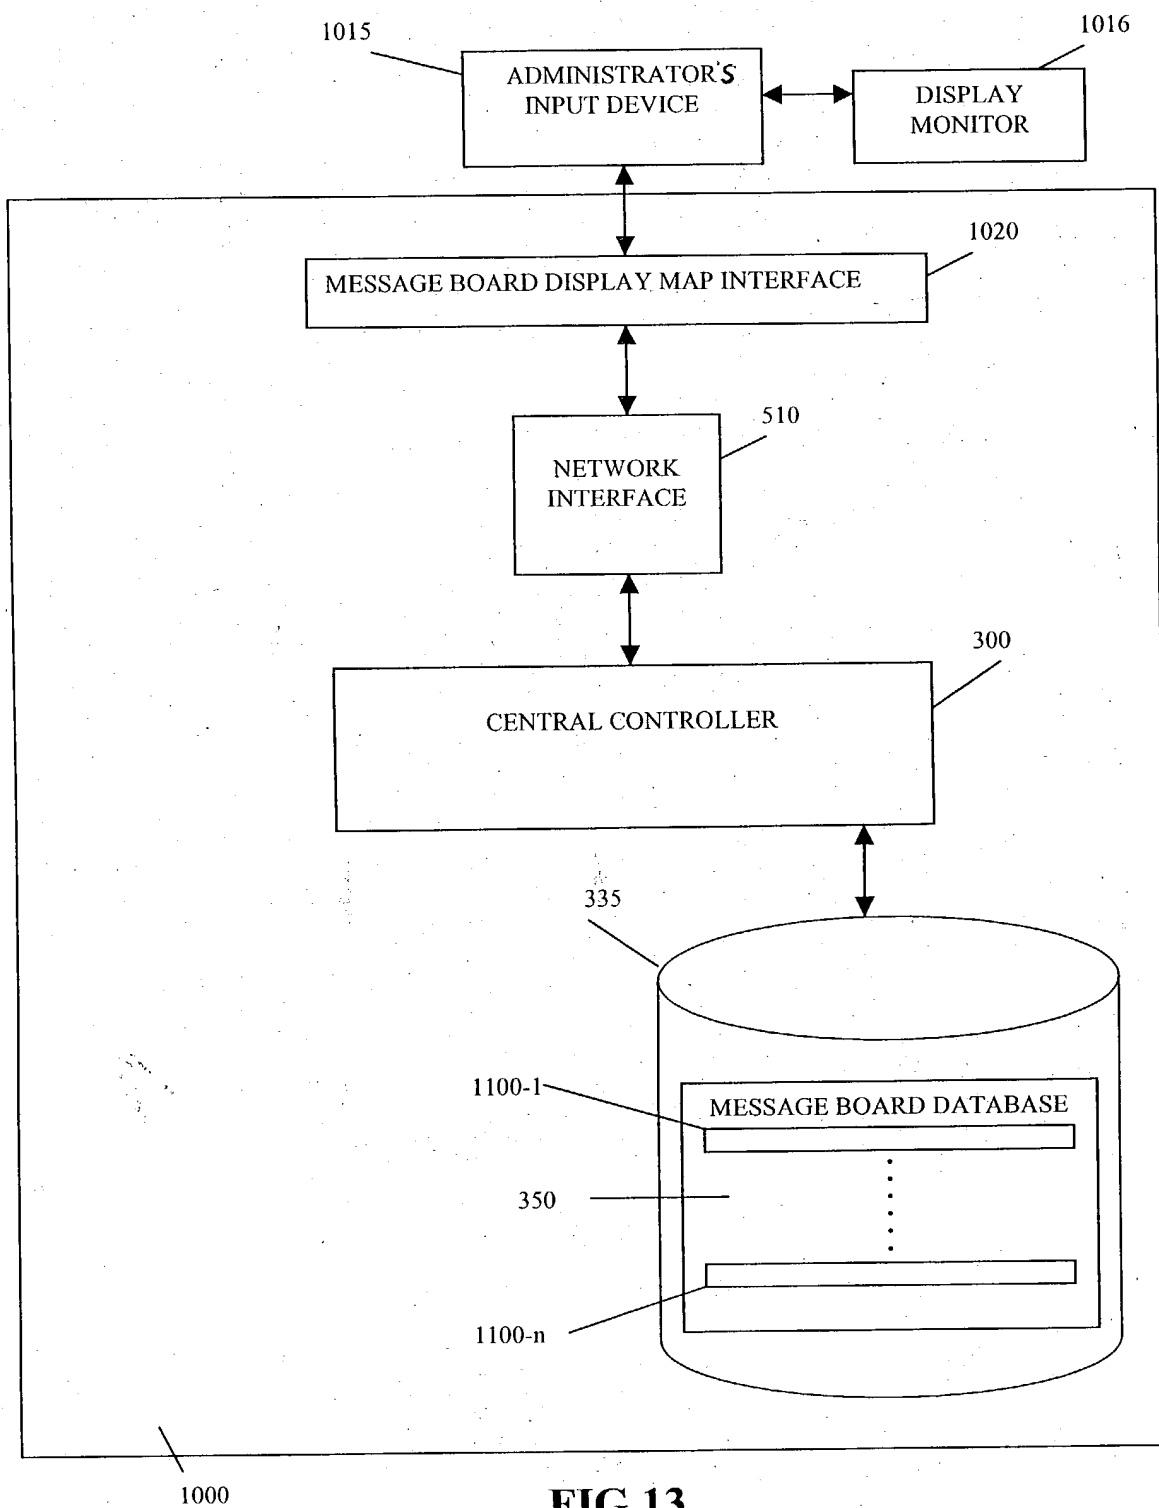 1015
1016
ADMINISTRATOR'S
INPUT DEVICE
DISPLAY
MONITOR
1020
MESSAGE BOARD DISPLAY MAP INTERFACE
510
NETWORK
INTERFACE
300
CENTRAL CONTROLLER
335
1100-1
MESSAGE BOARD DATABASE
350
1100-n
1000
FIG 13